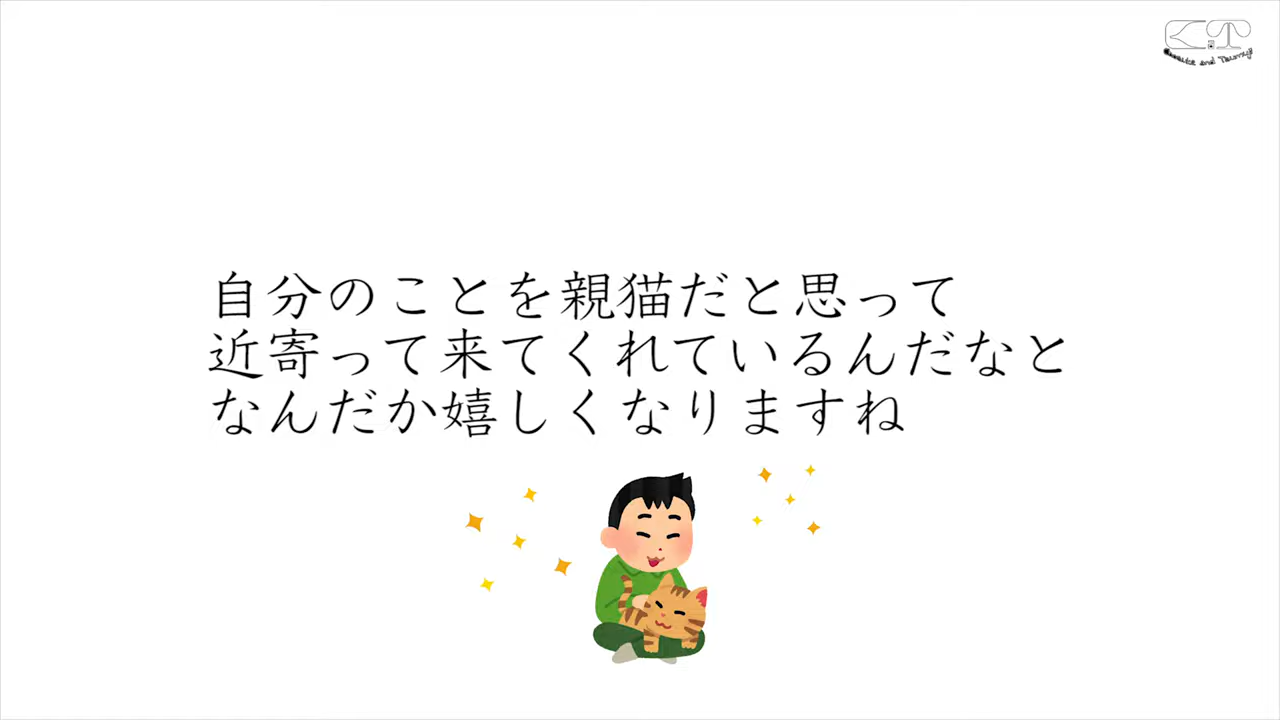 自分のことを親猫だと思って
近寄って来てくれているんだなと
なんだか嬉しくなりますね